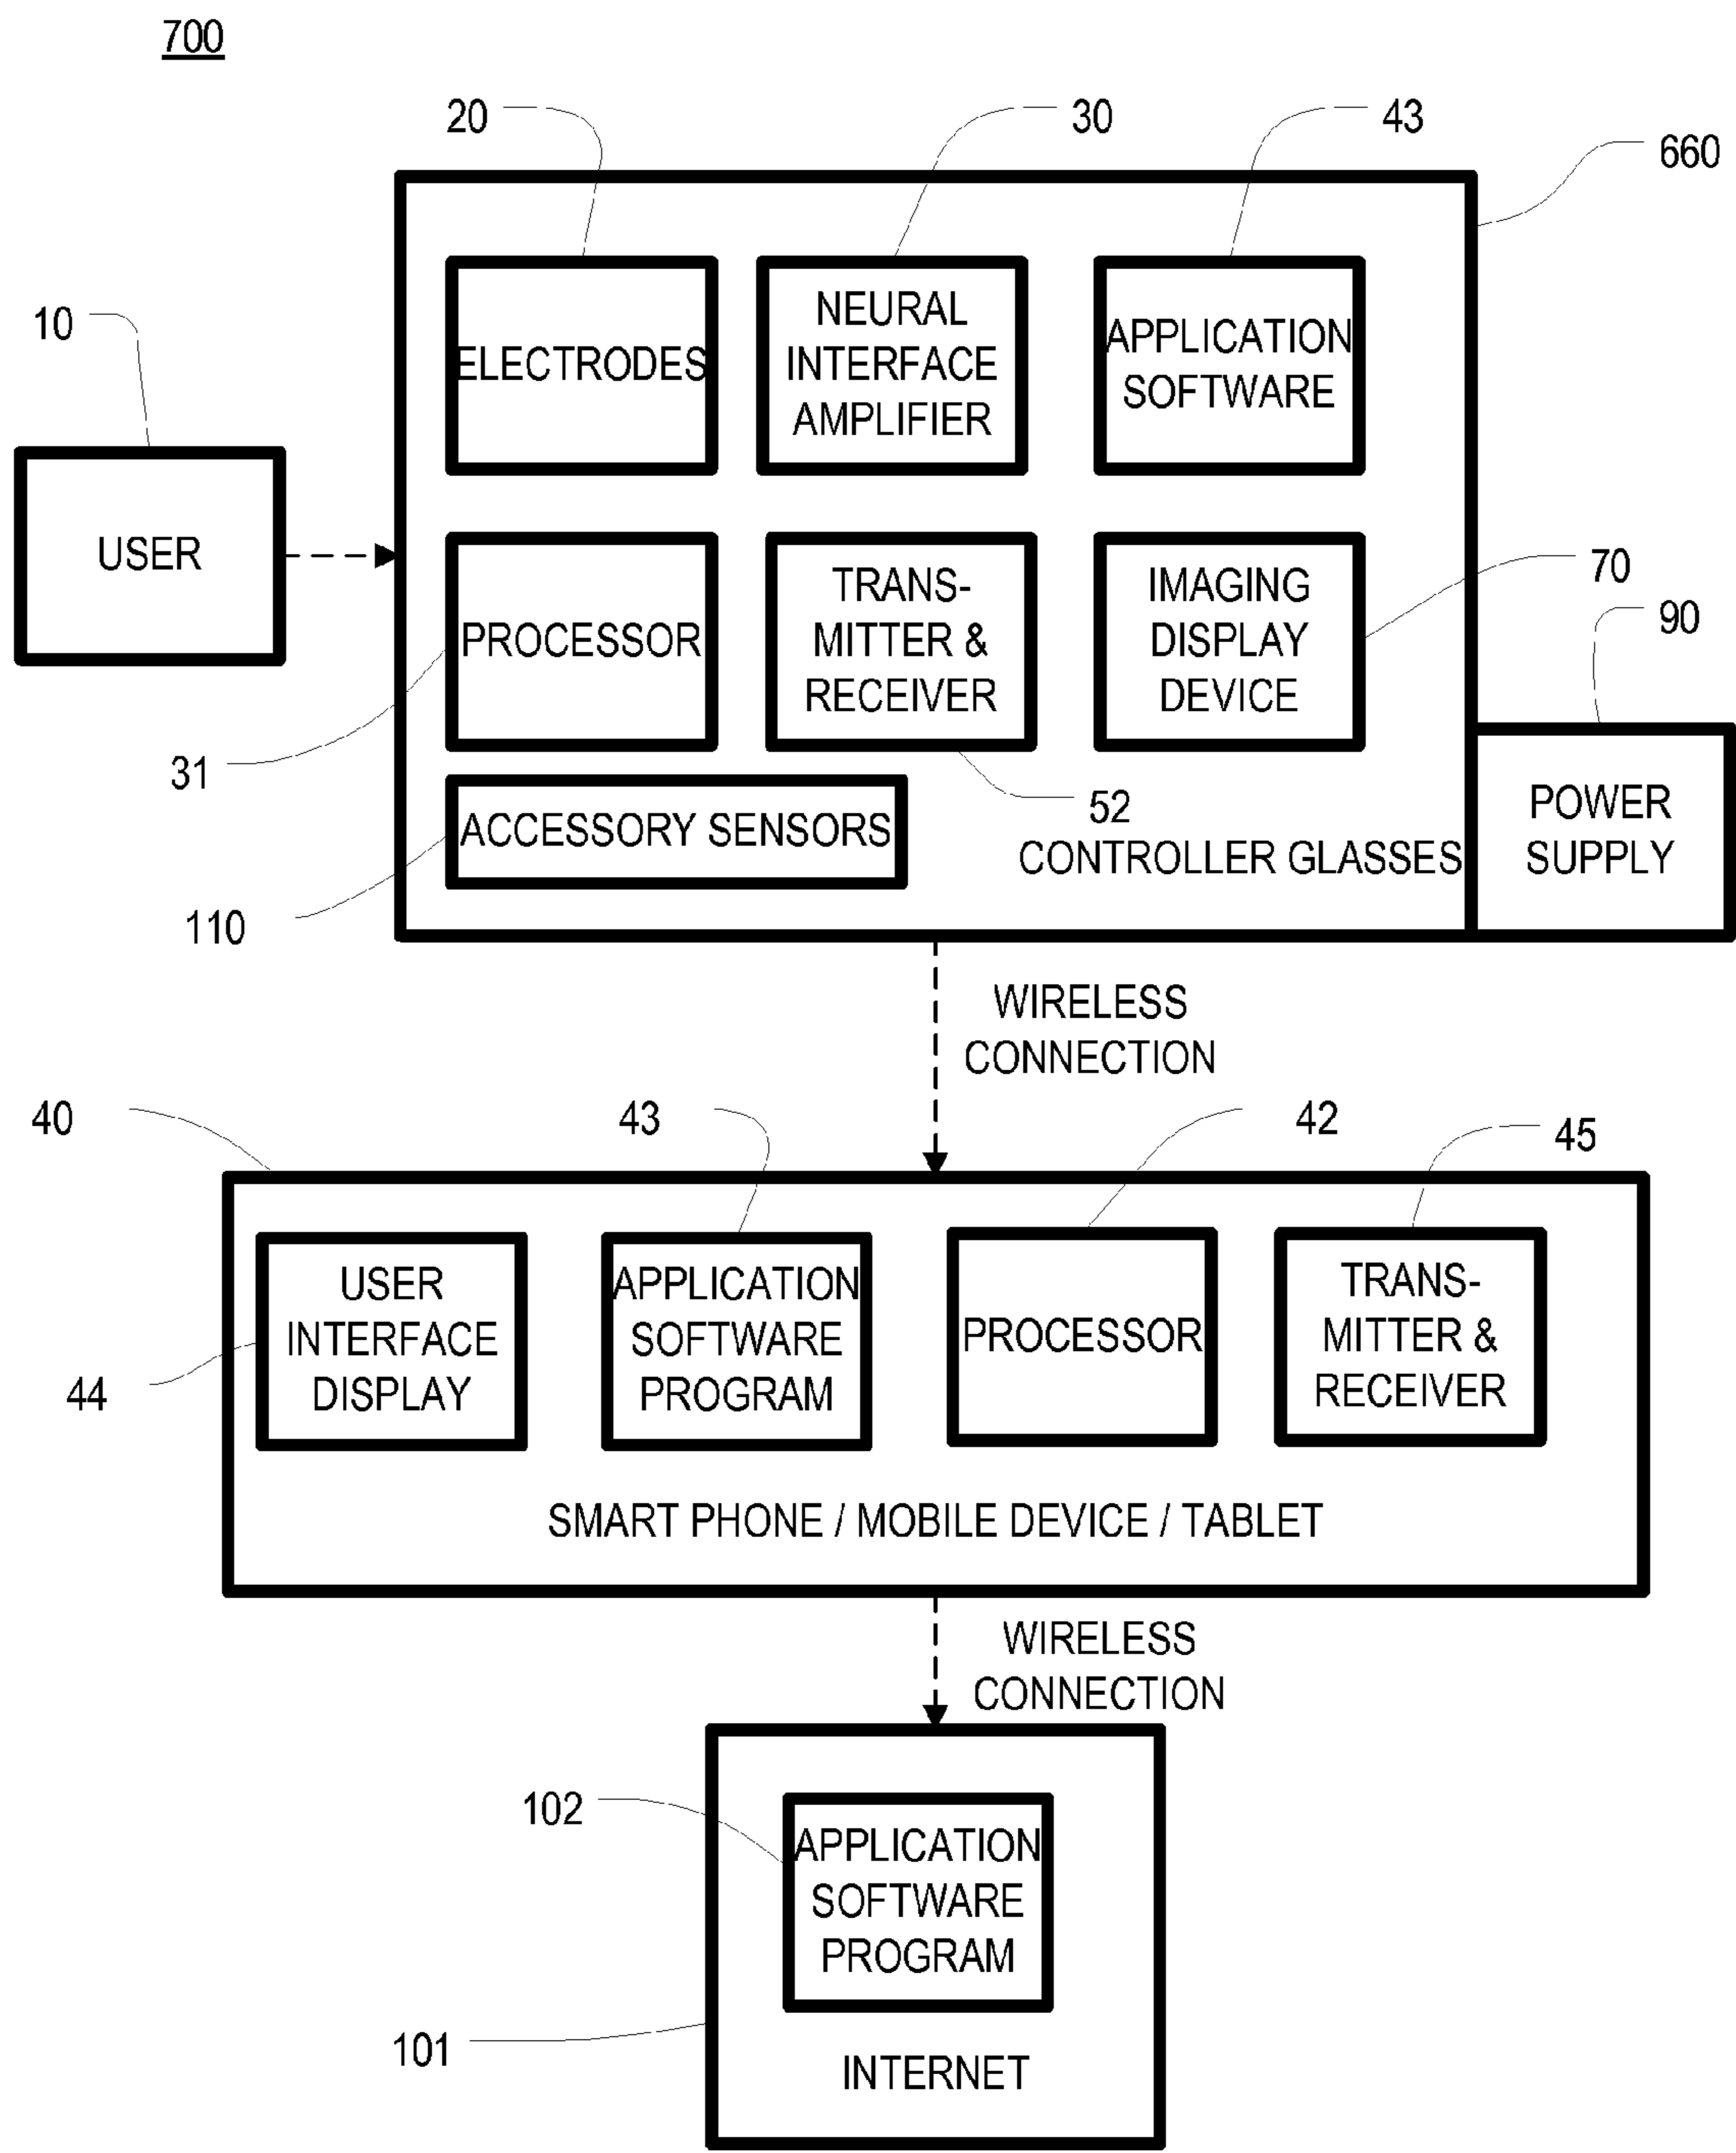 700
20
30
43
660
10
ELECTRODES
NEURAL
INTERFACE
AMPLIFIER
APPLICATION
SOFTWARE
USER
PROCESSOR
TRANS-
MITTER &
RECEIVER
IMAGING
DISPLAY
DEVICE
70
90
31
52
ACCESSORY SENSORS
CONTROLLER GLASSES
POWER
SUPPLY
110
WIRELESS
CONNECTION
40
43
42
45
USER
INTERFACE
DISPLAY
APPLICATION
SOFTWARE
PROGRAM
PROCESSOR
TRANS-
MITTER &
RECEIVER
44
SMART PHONE / MOBILE DEVICE / TABLET
WIRELESS
CONNECTION
102
APPLICATION
SOFTWARE
PROGRAM
101
INTERNET